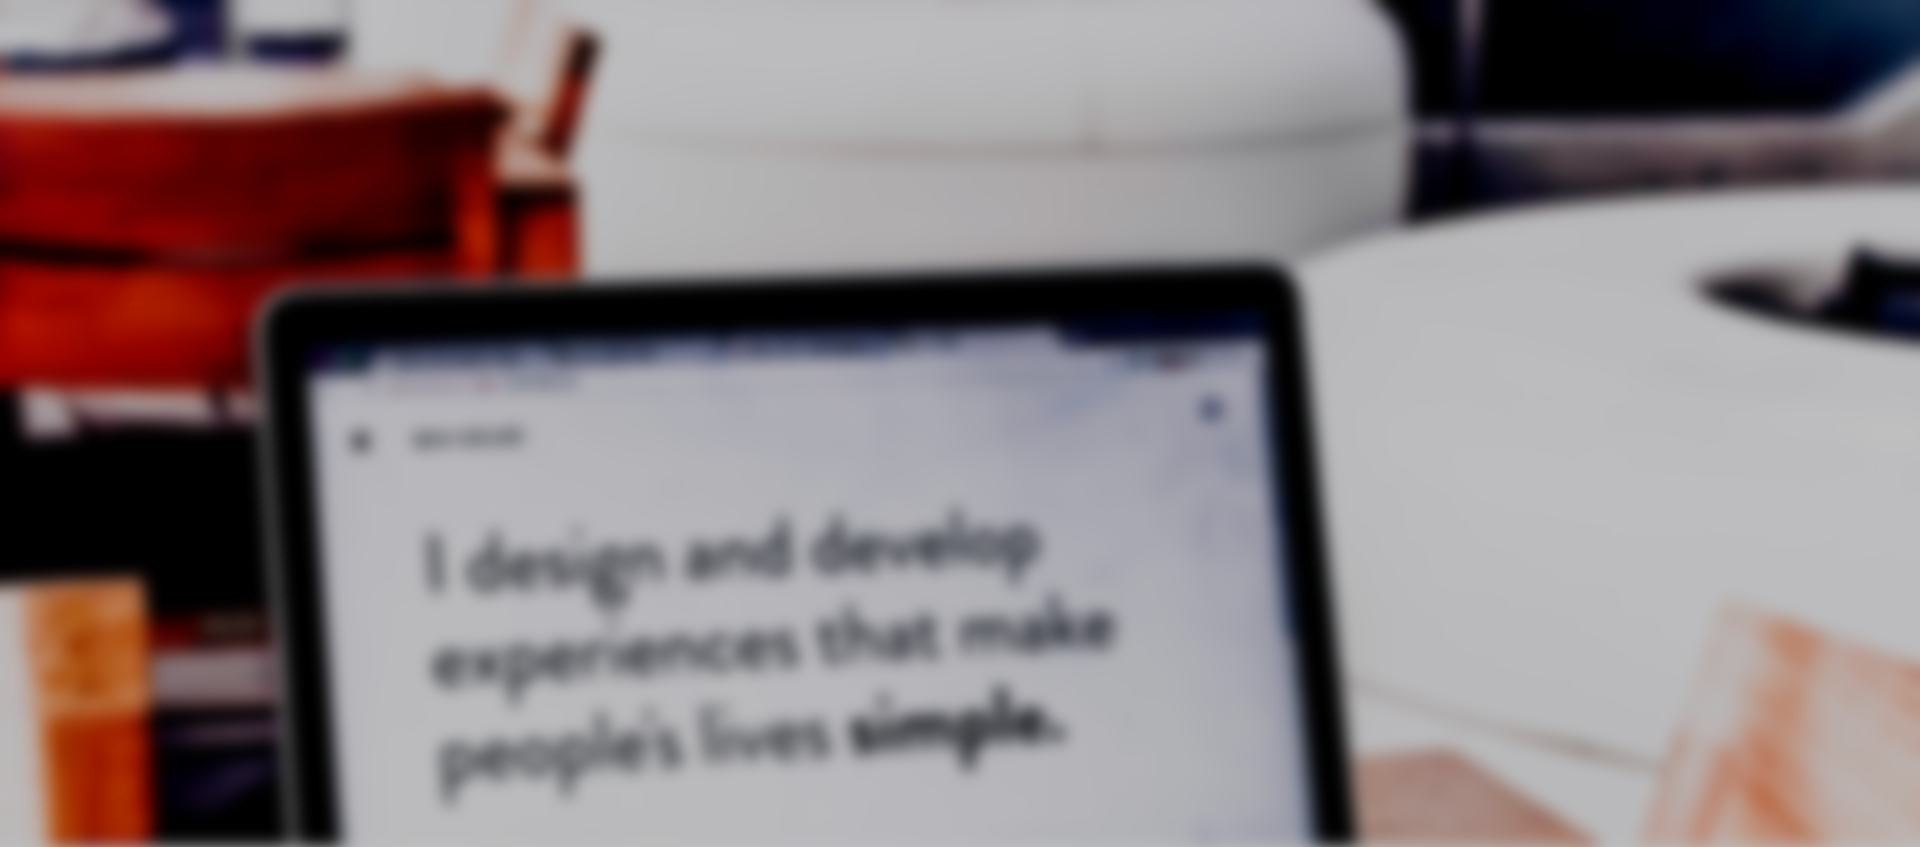 I design and develop
experiences that make
people's lives simple.